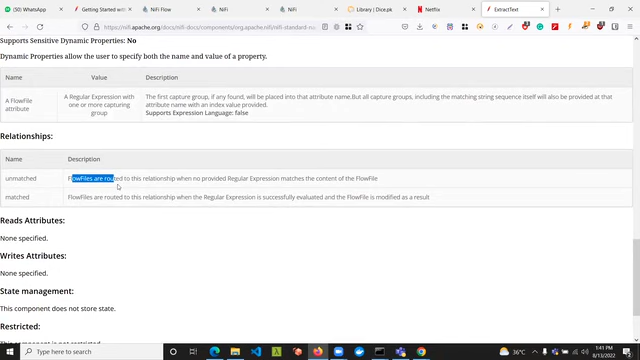 (50) WhatsApp
Getting Started with
NiFi Flow
NiFi
NiFi
Library | Dice.pk
Netflix
ExtractText
https://nifi.apache.org/docs/nifi-docs/components/org.apache.nifi/nifi-standard-nu
Supports Sensitive Dynamic Properties: No
Dynamic Properties allow the user to specify both the name and value of a property.
Name Value Description
A FlowFile attribute
A Regular Expression with one or more capturing group
The first capture group, if any found, will be placed into that attribute name.But all capture groups, including the matching string sequence itself will also be provided at that
attribute name with an index value provided.
Supports Expression Language: false
Relationships:
Name Description
unmatched FlowFiles are routed to this relationship when no provided Regular Expression matches the content of the FlowFile
matched FlowFiles are routed to this relationship when the Regular Expression is successfully evaluated and the FlowFile is modified as a result
Reads Attributes:
None specified.
Writes Attributes:
None specified.
State management:
This component does not store state.
Restricted:
This component is not restricted.
Type here to search
36°C
1:41 PM
8/13/2022